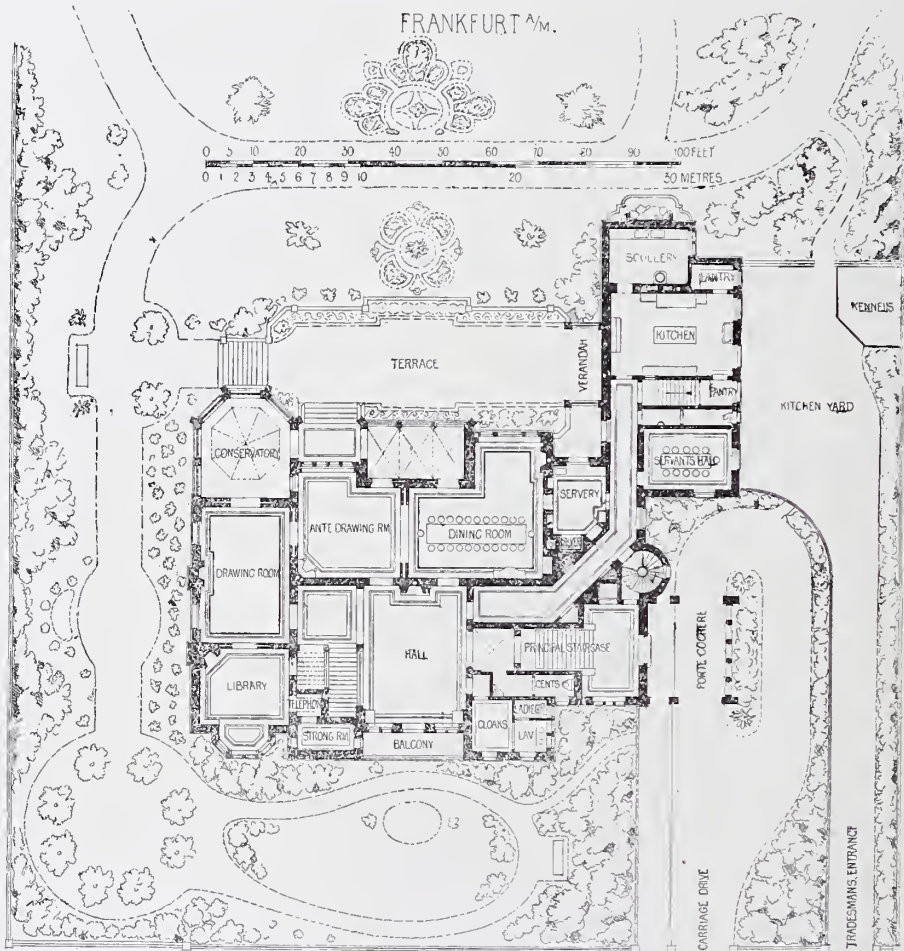 FRANKFURT A/M.
0 5 10 20 30 40 50 60 70 80 90 100 FEET
0 1 2 3 4 5 6 7 8 9 10 20 30 METRES
SCULLERY
PANTRY
KENNELS
KITCHEN
VERANDAH
TERRACE
PANTRY
KITCHEN YARD
CONSERVATORY
SERVANTS HALL
SERVERY
ANTE DRAWING RM
DINING ROOM
SILVER
DRAWING ROOM
HALL
PRINCIPAL STAIRCASE
PORTE COCHERE
LIBRARY
GENTS
TELEPHONE
LADIES
CLOAKS
STRONG RM
LAV.
BALCONY
CARRIAGE DRIVE
TRADESMANS. ENTRANCE